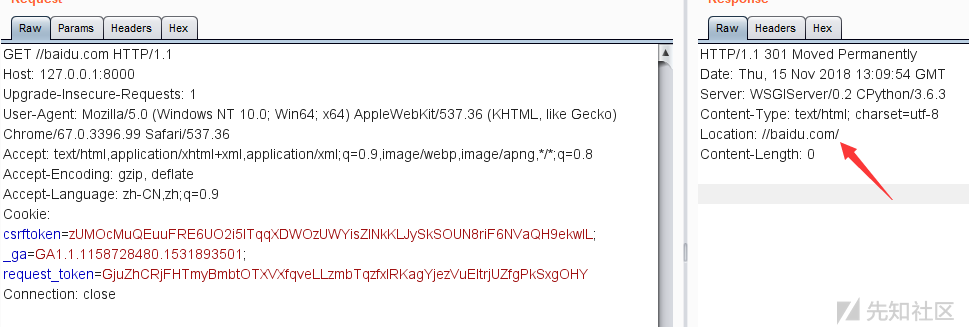 Request
Raw Params Headers Hex
GET //baidu.com HTTP/1.1
Host: 127.0.0.1:8000
Upgrade-Insecure-Requests: 1
User-Agent: Mozilla/5.0 (Windows NT 10.0; Win64; x64) AppleWebKit/537.36 (KHTML, like Gecko)
Chrome/67.0.3396.99 Safari/537.36
Accept: text/html,application/xhtml+xml,application/xml;q=0.9,image/webp,image/apng,*/*;q=0.8
Accept-Encoding: gzip, deflate
Accept-Language: zh-CN,zh;q=0.9
Cookie:
csrftoken=zUMOcMuQEuuFRE6UO2i5ITqqXDWOzUWYisZlNkKLJySkSOUN8riF6NVaQH9ekwlL;
_ga=GA1.1.1158728480.1531893501;
request_token=GjuZhCRjFHTmyBmbtOTXVXfqveLLzmbTqzfxlRKagYjezVuEltrjUZfgPkSxgOHY
Connection: close
Response
Raw Headers Hex
HTTP/1.1 301 Moved Permanently
Date: Thu, 15 Nov 2018 13:09:54 GMT
Server: WSGIServer/0.2 CPython/3.6.3
Content-Type: text/html; charset=utf-8
Location: //baidu.com/
Content-Length: 0
先知社区